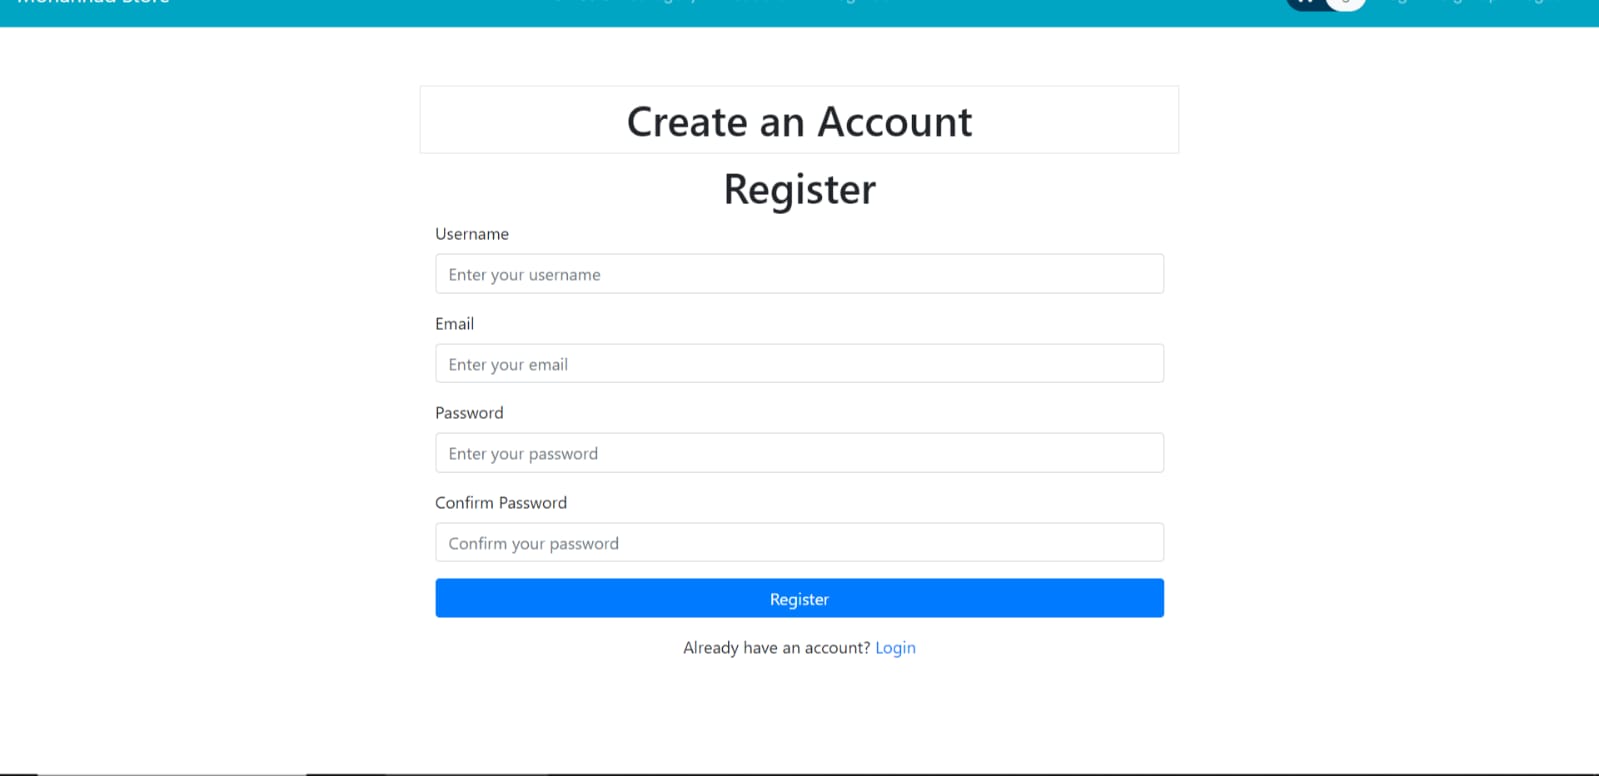 Create an Account
Register
Username
Enter your username
Email
Enter your email
Password
Enter your password
Confirm Password
Confirm your password
Register
Already have an account? Login